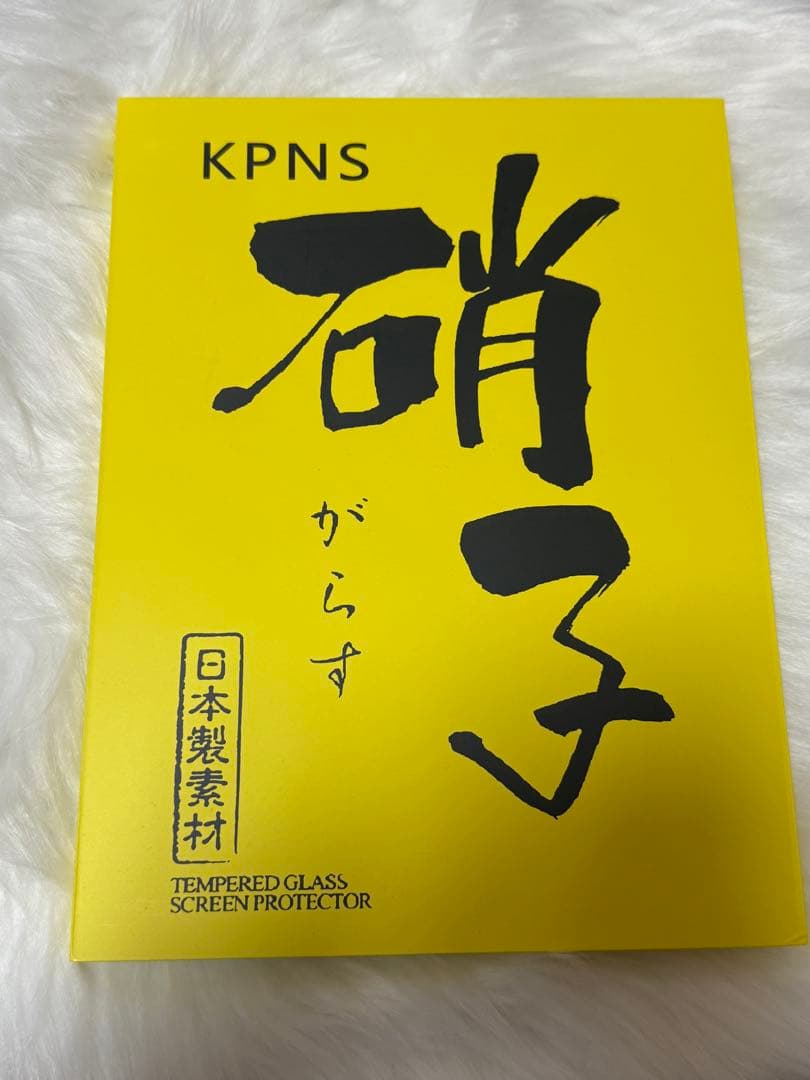 KPNS
硝子
がらす
日本製素材
TEMPERED GLASS
SCREEN PROTECTOR